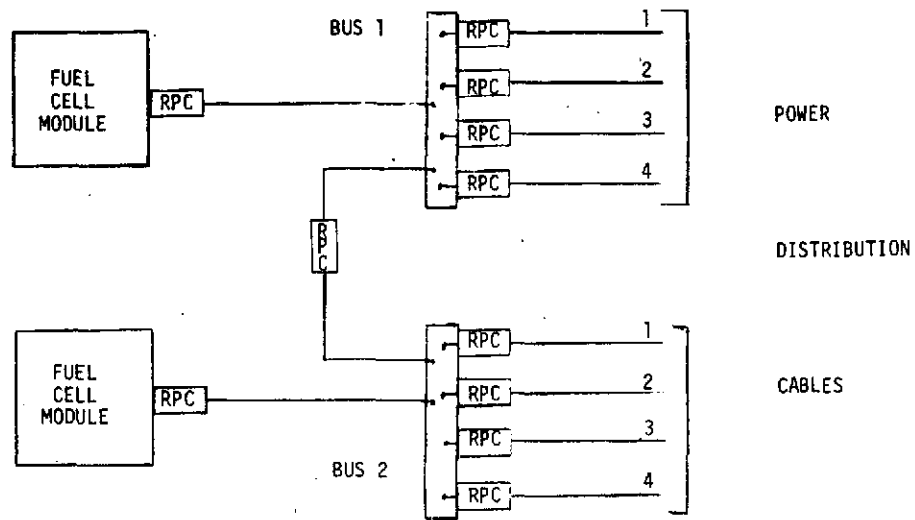 BUS 1
FUEL
CELL
MODULE
RPC
RPC 1
RPC 2
RPC 3
RPC 4
POWER
RPC
DISTRIBUTION
FUEL
CELL
MODULE
RPC
BUS 2
RPC 1
RPC 2
RPC 3
RPC 4
CABLES